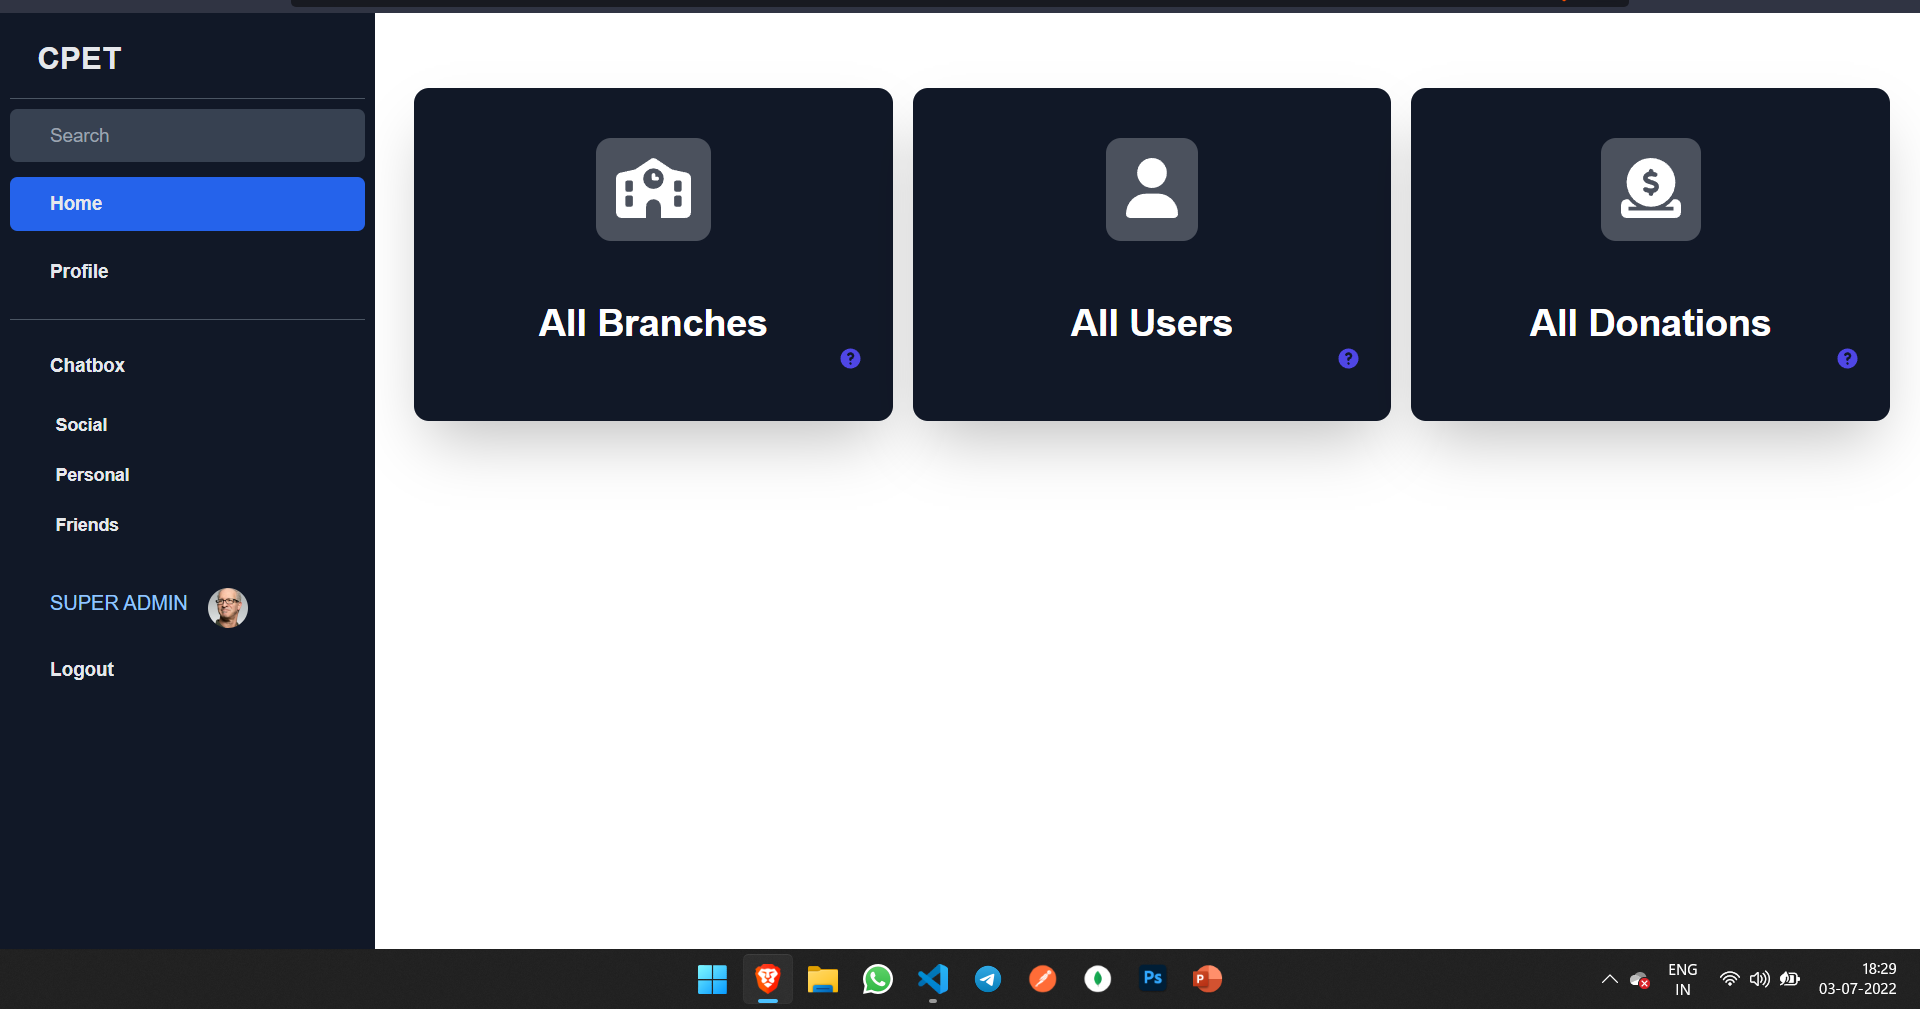 CPET
Search
Home
Profile
Chatbox
Social
Personal
Friends
SUPER ADMIN
Logout
All Branches
?
All Users
?
$
All Donations
?
Ps
P
ENG
IN
18:29
03-07-2022